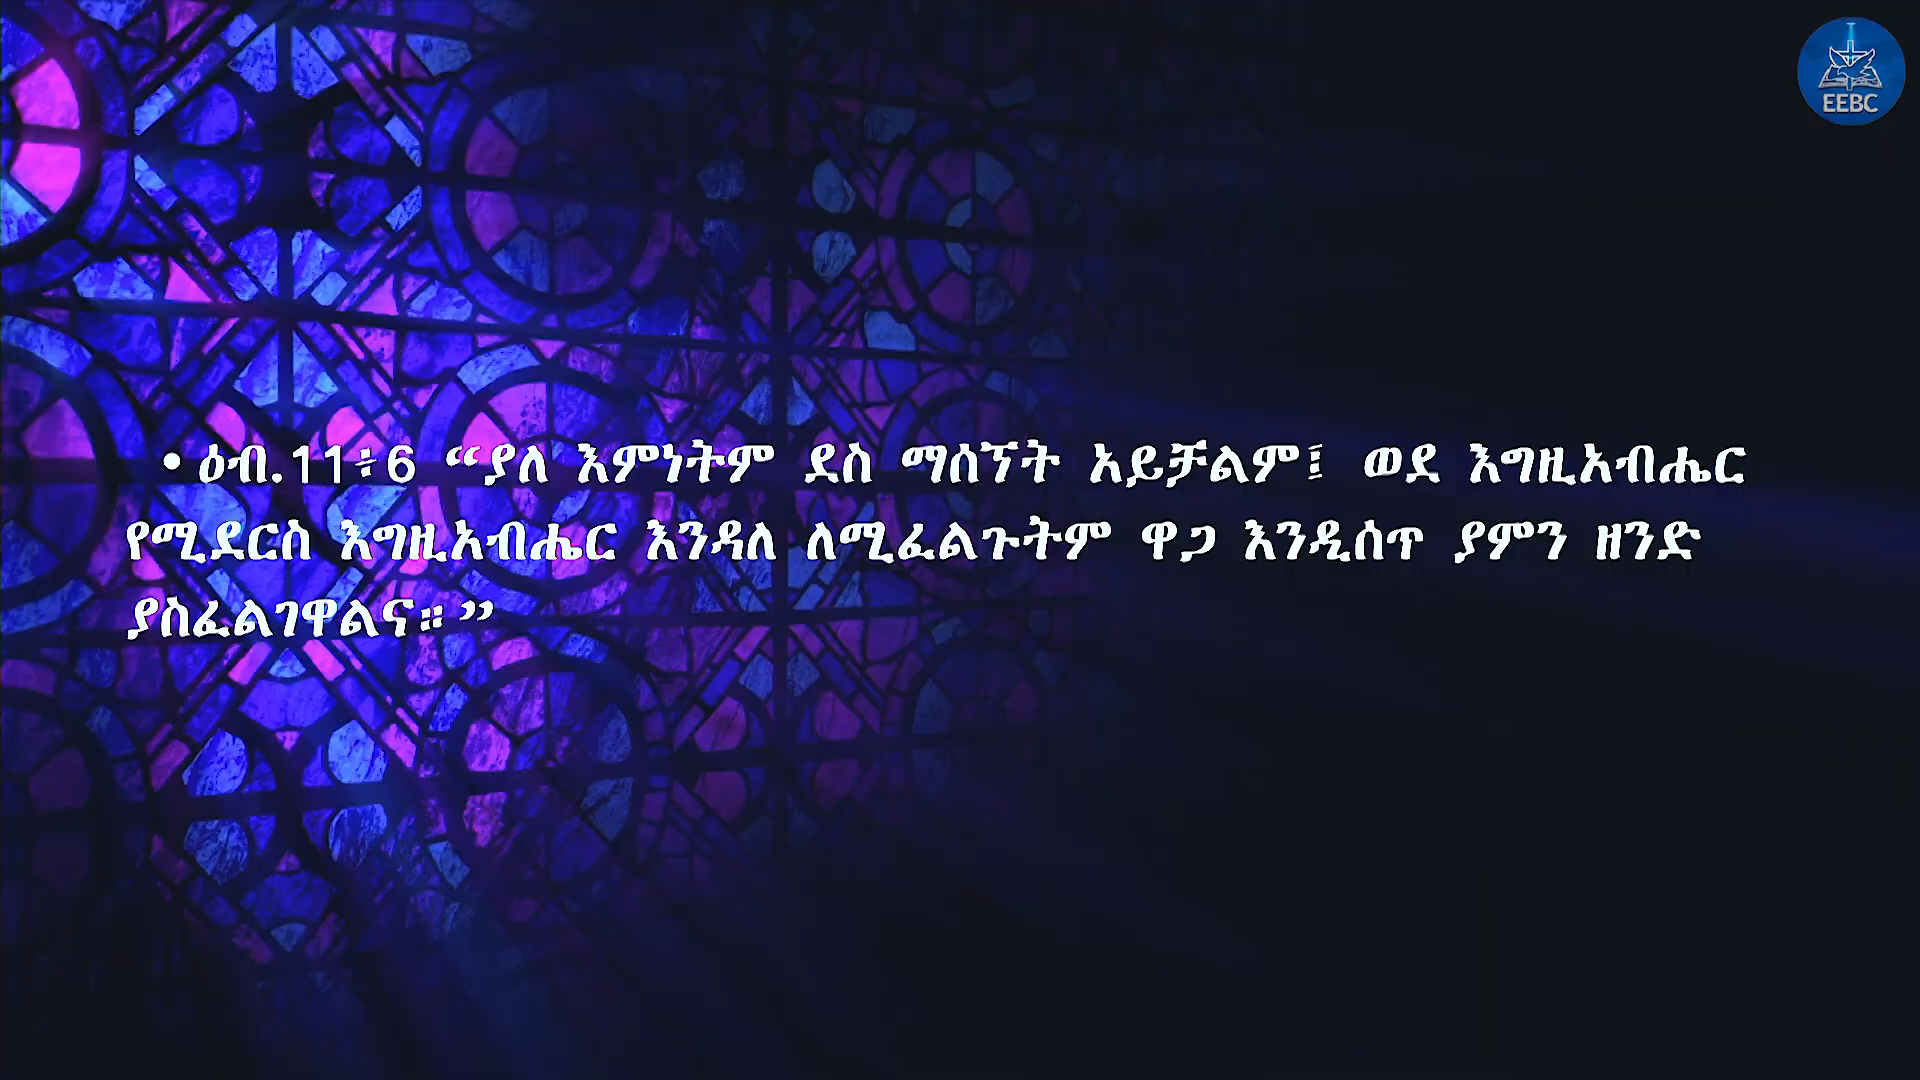 EEBC
• ዕብ.11፥6 “ያለ እምነትም ደስ ማሰኘት አይቻልም፤ ወደ እግዚአብሔር
የሚደርስ እግዚአብሔር እንዳለ ለሚፈልጉትም ዋጋ እንዲሰጥ ያምን ዘንድ
ያስፈልገዋልና።”